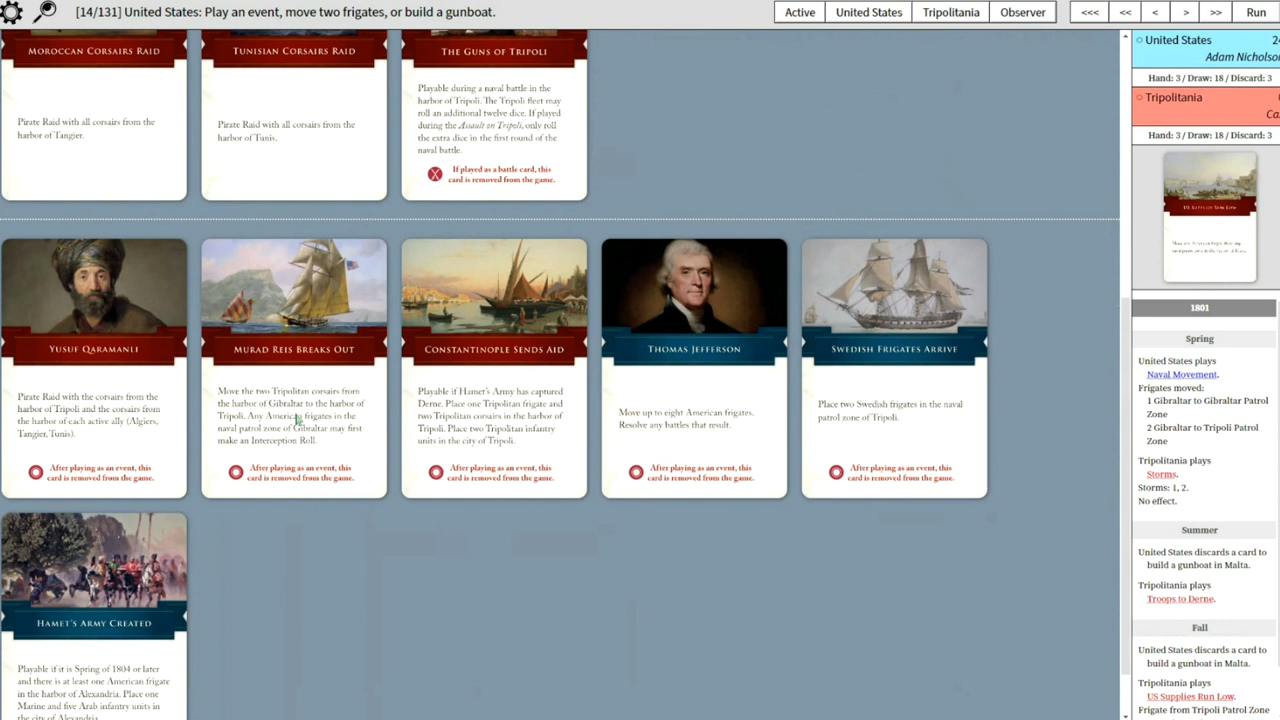 [14/131] United States: Play an event, move two frigates, or build a gunboat.
Active
United States
Tripolitania
Observer
<<<
<<
<
>
>>
Run
MOROCCAN CORSAIRS RAID
Pirate Raid with all corsairs from the
harbor of Tangier.
TUNISIAN CORSAIRS RAID
Pirate Raid with all corsairs from the
harbor of Tunis.
THE GUNS OF TRIPOLI
Playable during a naval battle in the
harbor of Tripoli. The Tripoli fleet may
roll an additional twelve dice. If played
during the Assault on Tripoli, only roll
the extra dice in the first round of the
naval battle.
If played as a battle card, this
card is removed from the game.
YUSUF QARAMANLI
Pirate Raid with the corsairs from the
harbor of Tripoli and the corsairs from
the harbor of each active ally (Algiers,
Tangier, Tunis).
After playing as an event, this
card is removed from the game.
MURAD REIS BREAKS OUT
Move the two Tripolitan corsairs from
the harbor of Gibraltar to the harbor of
Tripoli. Any American frigates in the
naval patrol zone of Gibraltar may first
make an Interception Roll.
After playing as an event, this
card is removed from the game.
CONSTANTINOPLE SENDS AID
Playable if Hamet's Army has captured
Derne. Place one Tripolitan frigate and
two Tripolitan corsairs in the harbor of
Tripoli. Place two Tripolitan infantry
units in the city of Tripoli.
After playing as an event, this
card is removed from the game.
THOMAS JEFFERSON
Move up to eight American frigates.
Resolve any battles that result.
After playing as an event, this
card is removed from the game.
SWEDISH FRIGATES ARRIVE
Place two Swedish frigates in the naval
patrol zone of Tripoli.
After playing as an event, this
card is removed from the game.
HAMET'S ARMY CREATED
Playable if it is Spring of 1804 or later
and there is at least one American frigate
in the harbor of Alexandria. Place one
Marine and five Arab infantry units in
the city of Alexandria.
United States
Adam Nicholso
Hand: 3 / Draw: 18 / Discard: 3
Tripolitania
Ca
Hand: 3 / Draw: 18 / Discard: 3
US SUPPLIES RUN LOW
1801
Spring
United States plays
Naval Movement.
Frigates moved:
1 Gibraltar to Gibraltar Patrol
Zone
2 Gibraltar to Tripoli Patrol
Zone
Tripolitania plays
Storms.
Storms: 1, 2.
No effect.
Summer
United States discards a card to
build a gunboat in Malta.
Tripolitania plays
Troops to Derne.
Fall
United States discards a card to
build a gunboat in Malta.
Tripolitania plays
US Supplies Run Low.
Frigate from Tripoli Patrol Zone